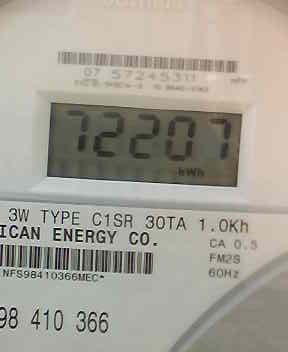 07 57245311
72207
kWh
3W TYPE C1SR 30TA 1.0Kh
ICAN ENERGY CO.
CA 0.5
FM2S
60Hz
NFS98410366MEC*
98 410 366